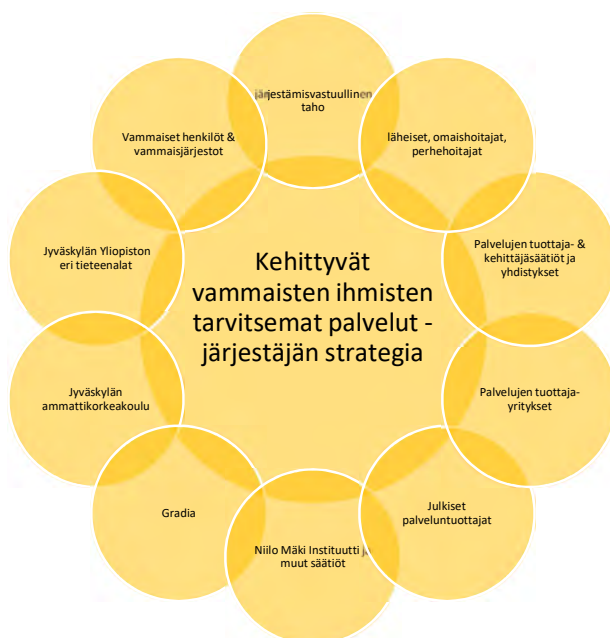 järjestämisvastuullinen
taho
läheiset, omaishoitajat,
perhehoitajat
Palvelujen tuottaja- &
kehittäjäsäätiöt ja
yhdistykset
Palvelujen tuottaja-
yritykset
Julkiset
palveluntuottajat
Niilo Mäki Instituutti ja
muut säätiöt
Gradia
Jyväskylän
ammattikorkeakoulu
Jyväskylän Yliopiston
eri tieteenalat
Vammaiset henkilöt &
vammaisjärjestot
Kehittyvät
vammaisten ihmisten
tarvitsemat palvelut -
järjestäjän strategia